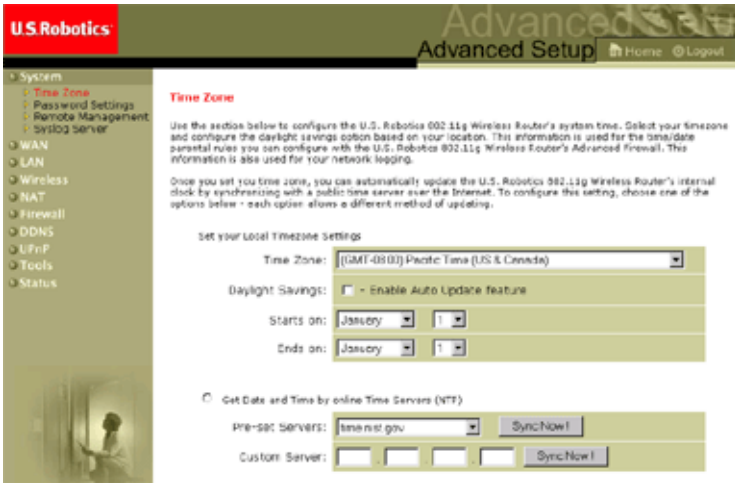 U.S.Robotics
Advanced Setup
Advanced Setup
Home
Logout
System
Time Zone
Password Settings
Remote Management
Syslog Server
WAN
LAN
Wireless
NAT
Firewall
DDNS
UPnP
Tools
Status
Time Zone
Use the section below to configure the U.S. Robotics 802.11g Wireless Router's system time. Select your timezone
and configure the daylight savings option based on your location. This information is used for the time/date
parental rules you can configure with the U.S. Robotics 802.11g Wireless Router's Advanced Firewall. This
information is also used for your network logging.
Once you set you time zone, you can automatically update the U.S. Robotics 802.11g Wireless Router's internal
clock by synchronizing with a public time server over the Internet. To configure this setting, choose one of the
options below - each option allows a different method of updating.
Set your Local Timezone Settings
Time Zone: (GMT-08:00) Pacific Time (US & Canada)
Daylight Savings: - Enable Auto Update feature
Starts on: January 1
Ends on: January 1
Get Date and Time by online Time Servers (NTP)
Pre-set Servers: time.nist.gov Sync Now!
Custom Server: . . . Sync Now!